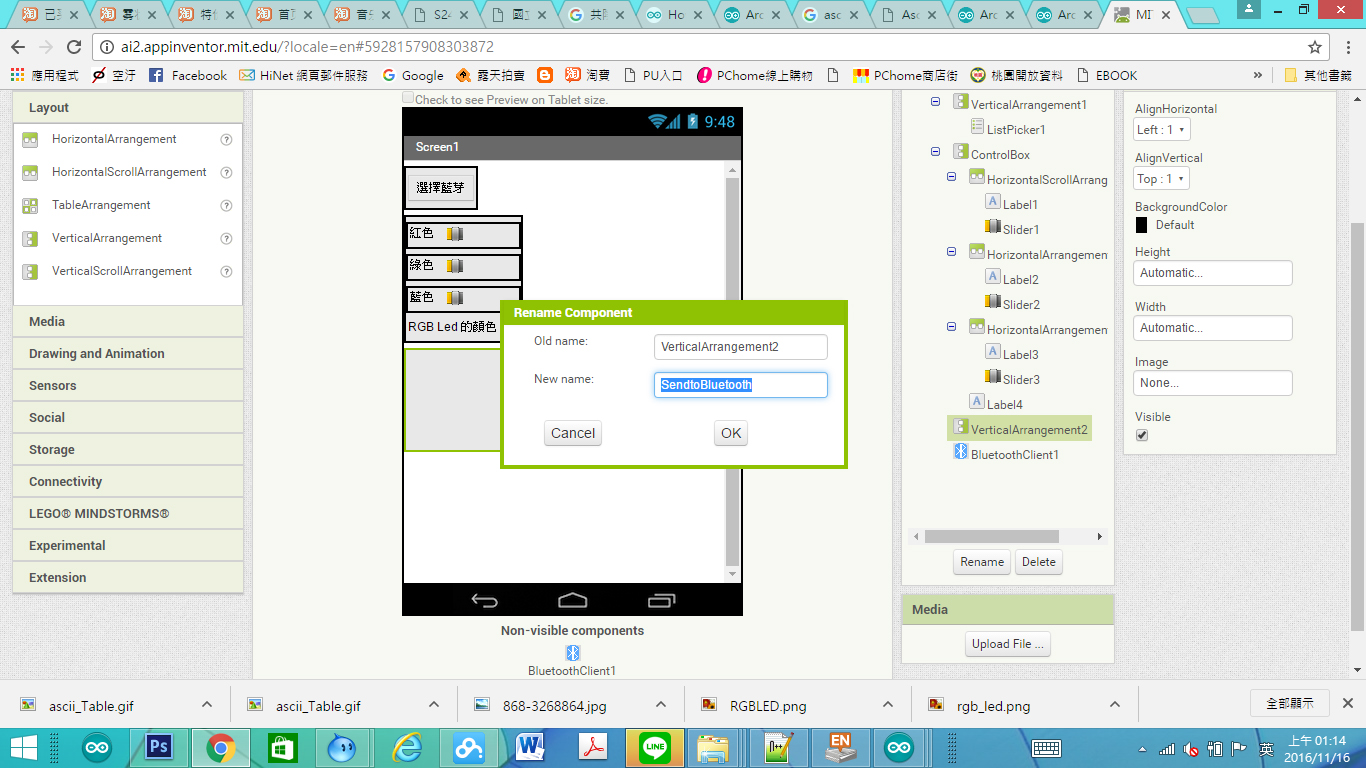 已買
霧社
特價
首頁
音乐
S24
國立
共陰
Ho
Arc
asc
Asc
Arc
Arc
MI
ai2.appinventor.mit.edu/?locale=en#5928157908303872
應用程式 空汙 Facebook HiNet 網頁郵件服務 Google 露天拍賣 淘寶 PU入口 PChome線上購物 PChome商店街 桃園開放資料 EBOOK » 其他書籤
Layout
HorizontalArrangement
HorizontalScrollArrangement
TableArrangement
VerticalArrangement
VerticalScrollArrangement
Media
Drawing and Animation
Sensors
Social
Storage
Connectivity
LEGO® MINDSTORMS®
Experimental
Extension
Check to see Preview on Tablet size.
9:48
Screen1
選擇藍芽
紅色
綠色
藍色
RGB Led 的顏色
Rename Component
Old name: VerticalArrangement2
New name: SendtoBluetooth
Cancel OK
Non-visible components
BluetoothClient1
VerticalArrangement1
ListPicker1
ControlBox
HorizontalScrollArrang
Label1
Slider1
HorizontalArrangemen
Label2
Slider2
HorizontalArrangemen
Label3
Slider3
Label4
VerticalArrangement2
BluetoothClient1
Rename Delete
Media
Upload File ...
AlignHorizontal
Left : 1
AlignVertical
Top : 1
BackgroundColor
Default
Height
Automatic...
Width
Automatic...
Image
None...
Visible
ascii_Table.gif ascii_Table.gif 868-3268864.jpg RGBLED.png rgb_led.png 全部顯示
Ps
LINE
EN
英
上午 01:14
2016/11/16